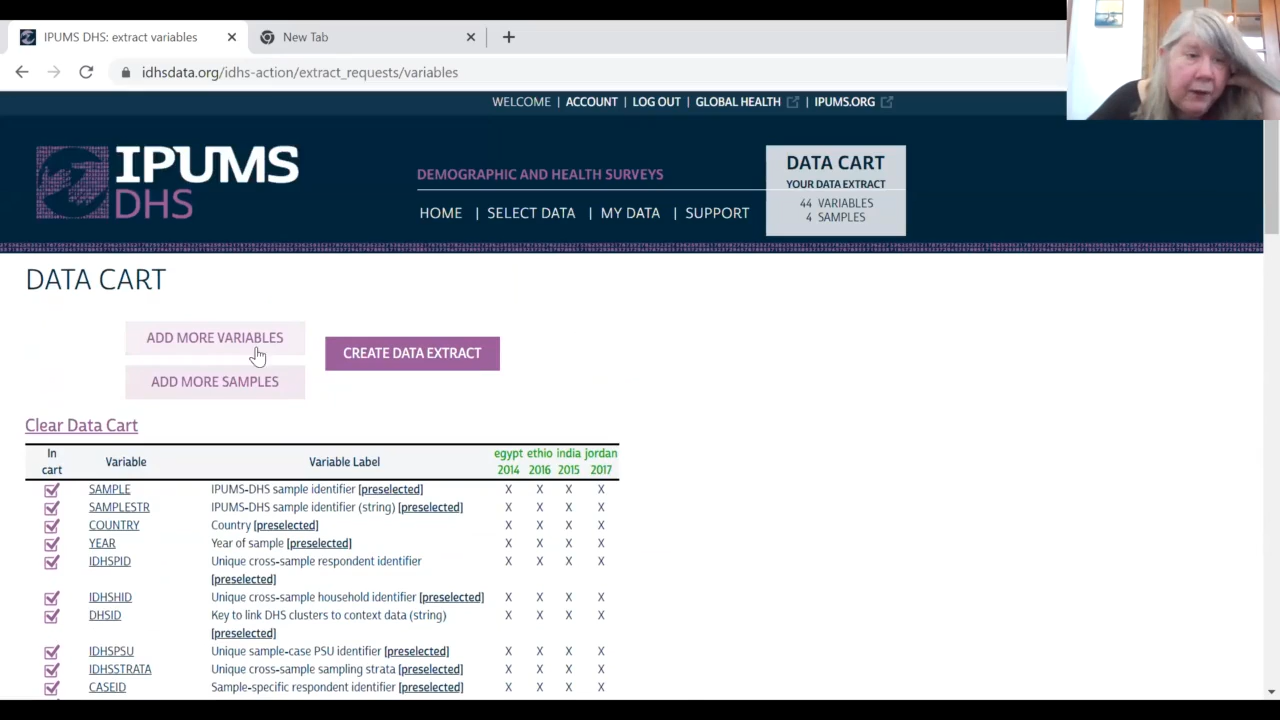 IPUMS DHS: extract variables
New Tab
idhsdata.org/idhs-action/extract_requests/variables
WELCOME | ACCOUNT | LOG OUT | GLOBAL HEALTH | IPUMS.ORG
IPUMS
DHS
DEMOGRAPHIC AND HEALTH SURVEYS
HOME | SELECT DATA | MY DATA | SUPPORT
DATA CART
YOUR DATA EXTRACT
44 VARIABLES
4 SAMPLES
DATA CART
ADD MORE VARIABLES
CREATE DATA EXTRACT
ADD MORE SAMPLES
Clear Data Cart
In cart Variable Variable Label egypt 2014 ethio 2016 india 2015 jordan 2017
SAMPLE IPUMS-DHS sample identifier [preselected] X X X X
SAMPLESTR IPUMS-DHS sample identifier (string) [preselected] X X X X
COUNTRY Country [preselected] X X X X
YEAR Year of sample [preselected] X X X X
IDHSPID Unique cross-sample respondent identifier X X X X
[preselected]
IDHSHID Unique cross-sample household identifier [preselected] X X X X
DHSID Key to link DHS clusters to context data (string) X X X X
[preselected]
IDHSPSU Unique sample-case PSU identifier [preselected] X X X X
IDHSSTRATA Unique cross-sample sampling strata [preselected] X X X X
CASEID Sample-specific respondent identifier [preselected] X X X X